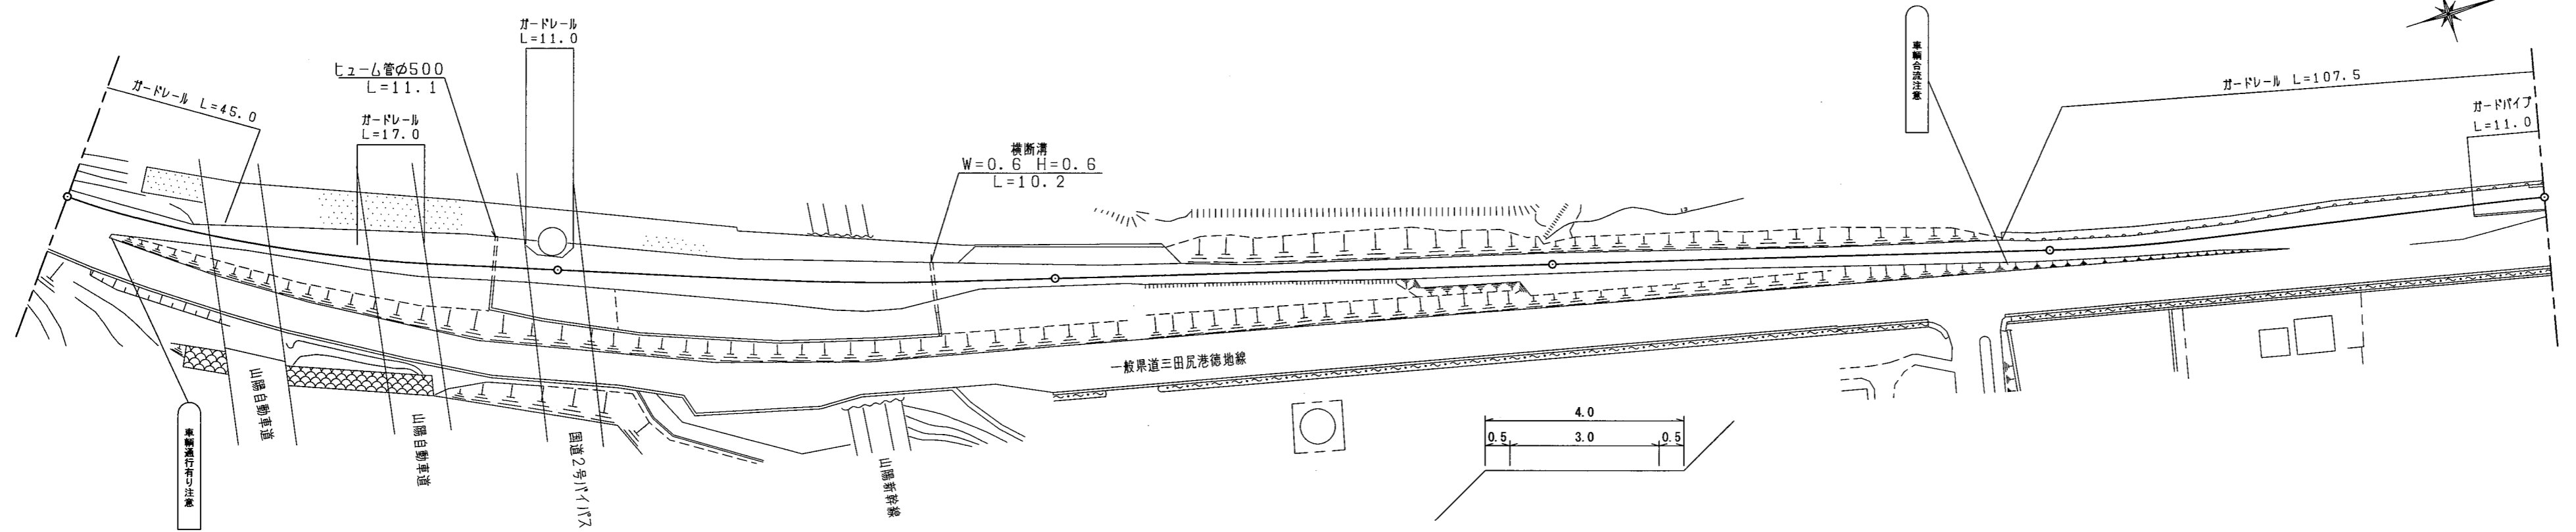 ガードレール L=45.0
ヒューム管φ500
L=11.1
ガードレール
L=17.0
ガードレール
L=11.0
横断溝
W=0.6 H=0.6
L=10.2
車輌合流注意
ガードレール L=107.5
ガードパイプ
L=11.0
一般県道三田尻港徳地線
車輌通行有り注意
山陽自動車道
山陽自動車道
国道2号バイパス
山陽新幹線
4.0
0.5 3.0 0.5